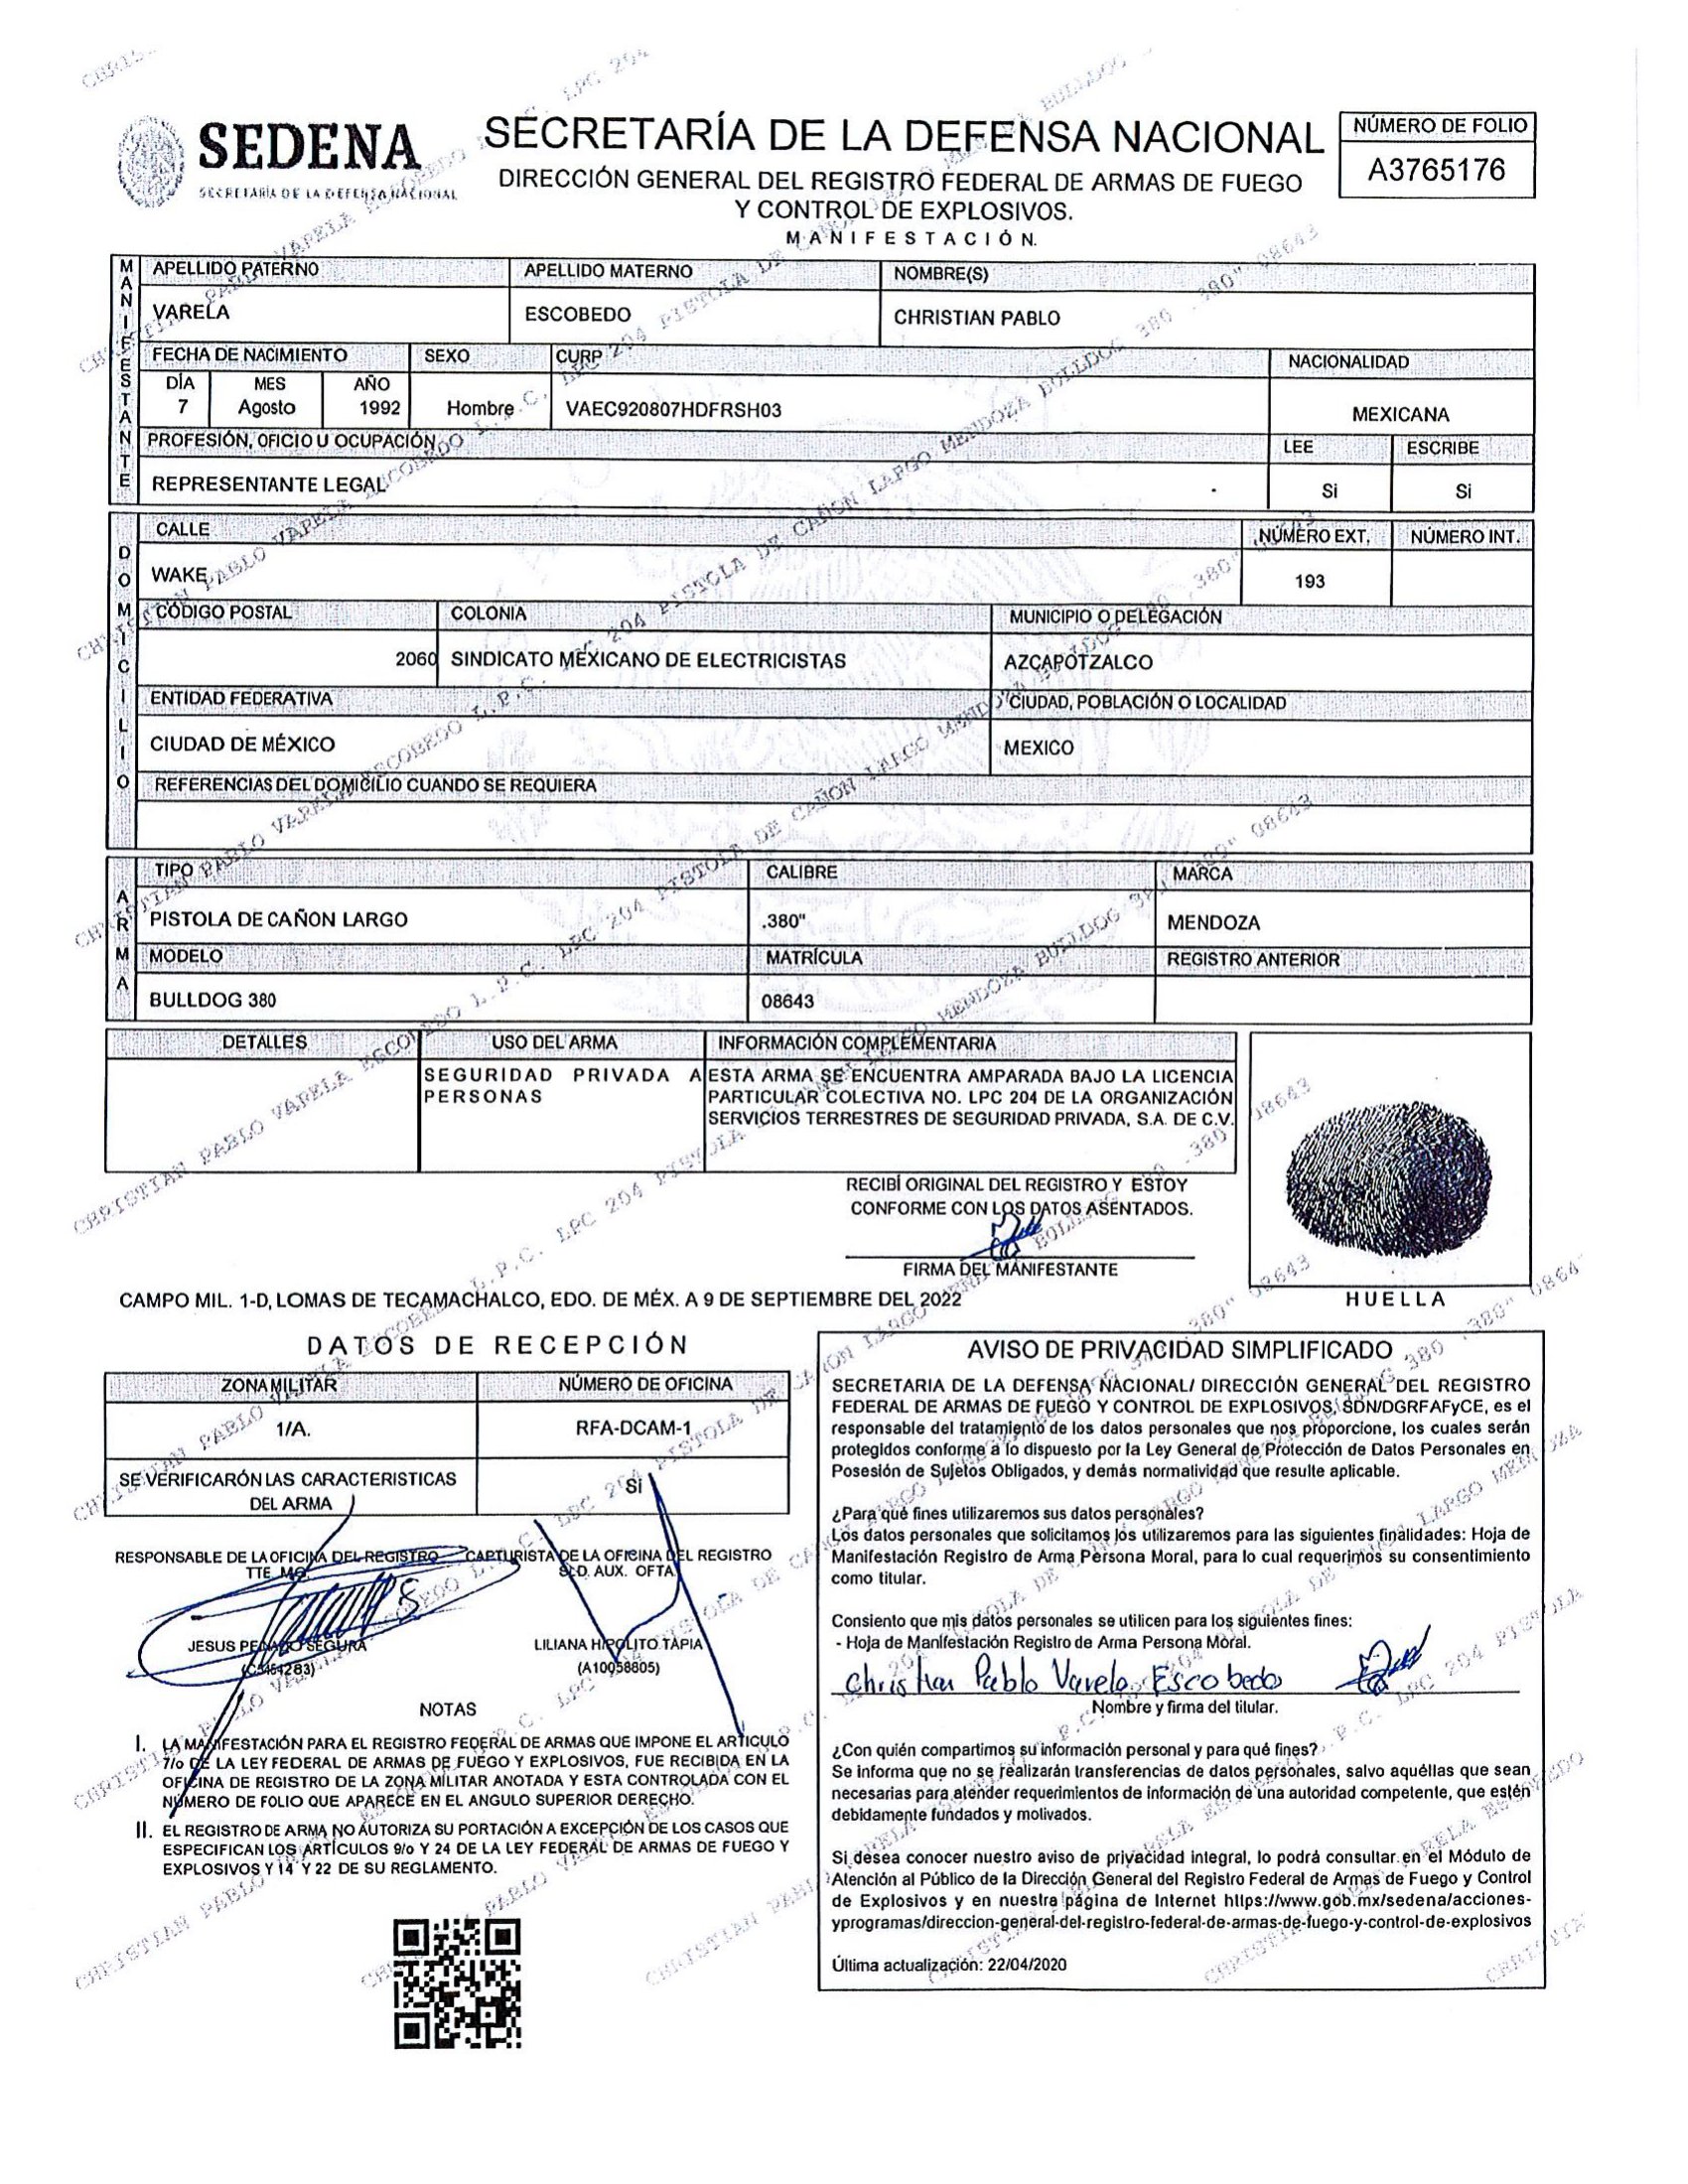 SEDENA
SECRETARÍA DE LA DEFENSA NACIONAL
SECRETARÍA DE LA DEFENSA NACIONAL
DIRECCIÓN GENERAL DEL REGISTRO FEDERAL DE ARMAS DE FUEGO
Y CONTROL DE EXPLOSIVOS.
MANIFESTACIÓN.
NÚMERO DE FOLIO
A3765176
MANIFESTANTE
APELLIDO PATERNO APELLIDO MATERNO NOMBRE(S)
VARELA ESCOBEDO CHRISTIAN PABLO
FECHA DE NACIMIENTO SEXO CURP NACIONALIDAD
DÍA MES AÑO
7 Agosto 1992 Hombre VAEC920807HDFRSH03 MEXICANA
PROFESIÓN, OFICIO U OCUPACIÓN LEE ESCRIBE
REPRESENTANTE LEGAL Si Si
DOMICILIO
CALLE NÚMERO EXT. NÚMERO INT.
WAKE 193
CÓDIGO POSTAL COLONIA MUNICIPIO O DELEGACIÓN
2060 SINDICATO MEXICANO DE ELECTRICISTAS AZCAPOTZALCO
ENTIDAD FEDERATIVA CIUDAD, POBLACIÓN O LOCALIDAD
CIUDAD DE MÉXICO MEXICO
REFERENCIAS DEL DOMICILIO CUANDO SE REQUIERA
ARMA
TIPO CALIBRE MARCA
PISTOLA DE CAÑON LARGO .380" MENDOZA
MODELO MATRÍCULA REGISTRO ANTERIOR
BULLDOG 380 08643
DETALLES USO DEL ARMA INFORMACIÓN COMPLEMENTARIA
SEGURIDAD PRIVADA A PERSONAS
ESTA ARMA SE ENCUENTRA AMPARADA BAJO LA LICENCIA
PARTICULAR COLECTIVA NO. LPC 204 DE LA ORGANIZACIÓN
SERVICIOS TERRESTRES DE SEGURIDAD PRIVADA, S.A. DE C.V.
RECIBÍ ORIGINAL DEL REGISTRO Y ESTOY
CONFORME CON LOS DATOS ASENTADOS.
FIRMA DEL MANIFESTANTE
HUELLA
CAMPO MIL. 1-D, LOMAS DE TECAMACHALCO, EDO. DE MÉX. A 9 DE SEPTIEMBRE DEL 2022
DATOS DE RECEPCIÓN
ZONA MILITAR NÚMERO DE OFICINA
1/A. RFA-DCAM-1
SE VERIFICARÓN LAS CARACTERISTICAS
DEL ARMA
Si
RESPONSABLE DE LA OFICINA DEL REGISTRO CAPTURISTA DE LA OFICINA DEL REGISTRO
TTE. SLD. AUX. OFTA
JESUS SEGURA LILIANA HIPOLITO TAPIA
(A10058805)
NOTAS
I. LA MANIFESTACIÓN PARA EL REGISTRO FEDERAL DE ARMAS QUE IMPONE EL ARTICULO
7/o DE LA LEY FEDERAL DE ARMAS DE FUEGO Y EXPLOSIVOS, FUE RECIBIDA EN LA
OFICINA DE REGISTRO DE LA ZONA MILITAR ANOTADA Y ESTA CONTROLADA CON EL
NÚMERO DE FOLIO QUE APARECE EN EL ANGULO SUPERIOR DERECHO.
II. EL REGISTRO DE ARMA NO AUTORIZA SU PORTACIÓN A EXCEPCIÓN DE LOS CASOS QUE
ESPECIFICAN LOS ARTÍCULOS 9/o Y 24 DE LA LEY FEDERAL DE ARMAS DE FUEGO Y
EXPLOSIVOS Y 14 Y 22 DE SU REGLAMENTO.
AVISO DE PRIVACIDAD SIMPLIFICADO
SECRETARIA DE LA DEFENSA NACIONAL/ DIRECCIÓN GENERAL DEL REGISTRO
FEDERAL DE ARMAS DE FUEGO Y CONTROL DE EXPLOSIVOS, SDN/DGRFAFyCE, es el
responsable del tratamiento de los datos personales que nos proporcione, los cuales serán
protegidos conforme a lo dispuesto por la Ley General de Protección de Datos Personales en
Posesión de Sujetos Obligados, y demás normatividad que resulte aplicable.
¿Para qué fines utilizaremos sus datos personales?
Los datos personales que solicitamos los utilizaremos para las siguientes finalidades: Hoja de
Manifestación Registro de Arma Persona Moral, para lo cual requerimos su consentimiento
como titular.
Consiento que mis datos personales se utilicen para los siguientes fines:
- Hoja de Manifestación Registro de Arma Persona Moral.
Christian Pablo Varela Escobedo
Nombre y firma del titular.
¿Con quién compartimos su información personal y para qué fines?
Se informa que no se realizarán transferencias de datos personales, salvo aquéllas que sean
necesarias para atender requerimientos de información de una autoridad competente, que estén
debidamente fundados y motivados.
Si desea conocer nuestro aviso de privacidad integral, lo podrá consultar en el Módulo de
Atención al Público de la Dirección General del Registro Federal de Armas de Fuego y Control
de Explosivos y en nuestra página de Internet https://www.gob.mx/sedena/acciones-
yprogramas/direccion-general-del-registro-federal-de-armas-de-fuego-y-control-de-explosivos
Última actualización: 22/04/2020